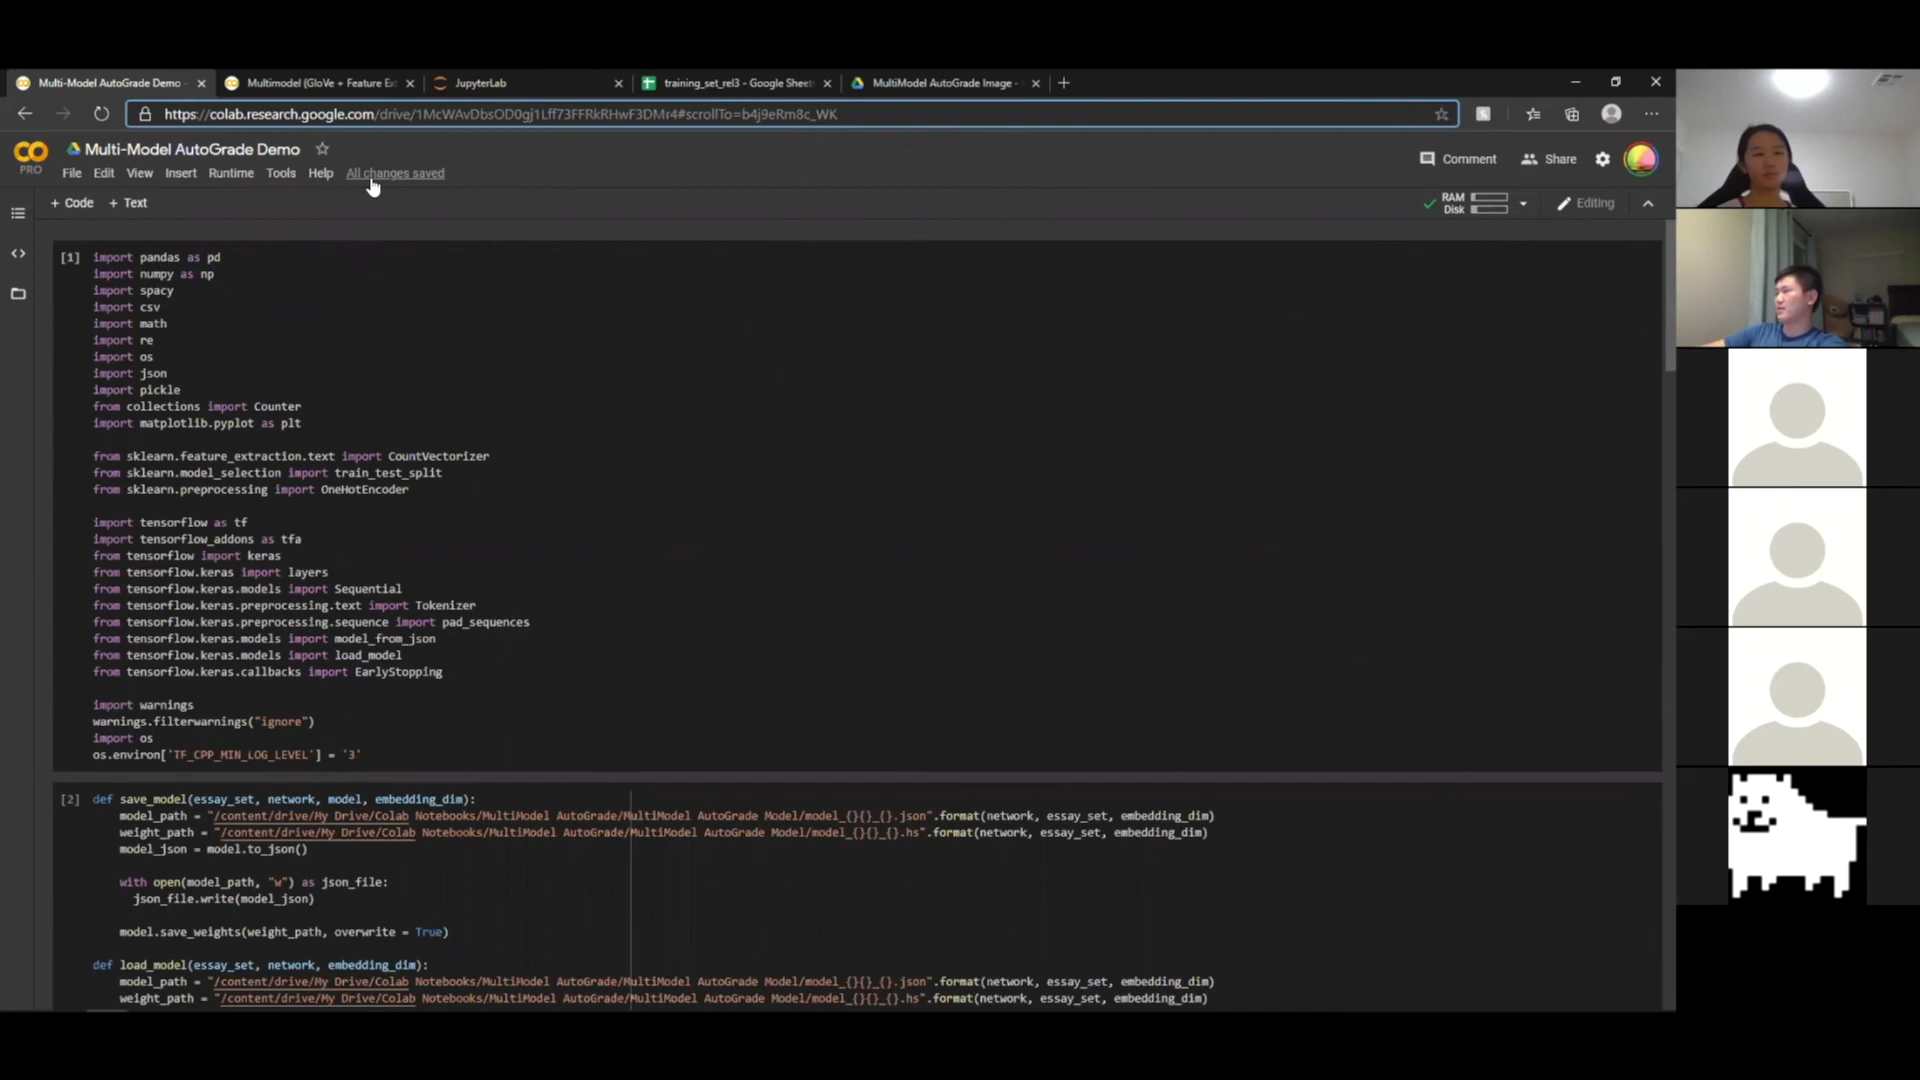 Multi-Model AutoGrade Demo
Multimodel (GloVe + Feature Ex
JupyterLab
training_set_rel3 - Google Sheets
MultiModel AutoGrade Image -
https://colab.research.google.com/drive/1McWAvDbsOD0gj1Lff73FFRkRHwF3DMr4#scrollTo=b4j9eRm8c_WK
CO
PRO
Multi-Model AutoGrade Demo
Comment
Share
File
Edit
View
Insert
Runtime
Tools
Help
All changes saved
+ Code
+ Text
RAM
Disk
Editing
[1]
import pandas as pd
import numpy as np
import spacy
import csv
import math
import re
import os
import json
import pickle
from collections import Counter
import matplotlib.pyplot as plt
from sklearn.feature_extraction.text import CountVectorizer
from sklearn.model_selection import train_test_split
from sklearn.preprocessing import OneHotEncoder
import tensorflow as tf
import tensorflow_addons as tfa
from tensorflow import keras
from tensorflow.keras import layers
from tensorflow.keras.models import Sequential
from tensorflow.keras.preprocessing.text import Tokenizer
from tensorflow.keras.preprocessing.sequence import pad_sequences
from tensorflow.keras.models import model_from_json
from tensorflow.keras.models import load_model
from tensorflow.keras.callbacks import EarlyStopping
import warnings
warnings.filterwarnings("ignore")
import os
os.environ['TF_CPP_MIN_LOG_LEVEL'] = '3'
[2]
def save_model(essay_set, network, model, embedding_dim):
model_path = "/content/drive/My Drive/Colab Notebooks/MultiModel AutoGrade/MultiModel AutoGrade Model/model_{}{}_{}.json".format(network, essay_set, embedding_dim)
weight_path = "/content/drive/My Drive/Colab Notebooks/MultiModel AutoGrade/MultiModel AutoGrade Model/model_{}{}_{}.hs".format(network, essay_set, embedding_dim)
model_json = model.to_json()
with open(model_path, "w") as json_file:
json_file.write(model_json)
model.save_weights(weight_path, overwrite = True)
def load_model(essay_set, network, embedding_dim):
model_path = "/content/drive/My Drive/Colab Notebooks/MultiModel AutoGrade/MultiModel AutoGrade Model/model_{}{}_{}.json".format(network, essay_set, embedding_dim)
weight_path = "/content/drive/My Drive/Colab Notebooks/MultiModel AutoGrade/MultiModel AutoGrade Model/model_{}{}_{}.hs".format(network, essay_set, embedding_dim)